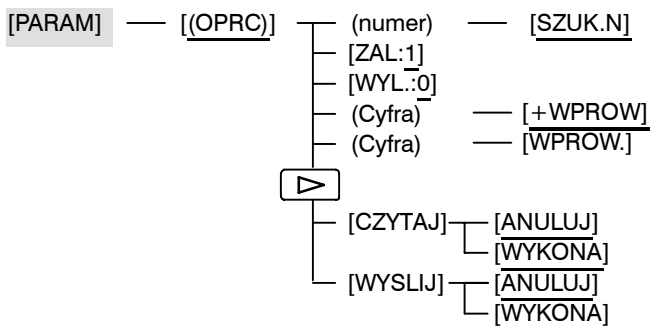 [PARAM] [(OPRC)] (numer) [SZUK.N]
[ZAL:1]
[WYL.:0]
(Cyfra) [+WPROW]
(Cyfra) [WPROW.]
[CZYTAJ] [ANULUJ]
[WYKONA]
[WYSLIJ] [ANULUJ]
[WYKONA]